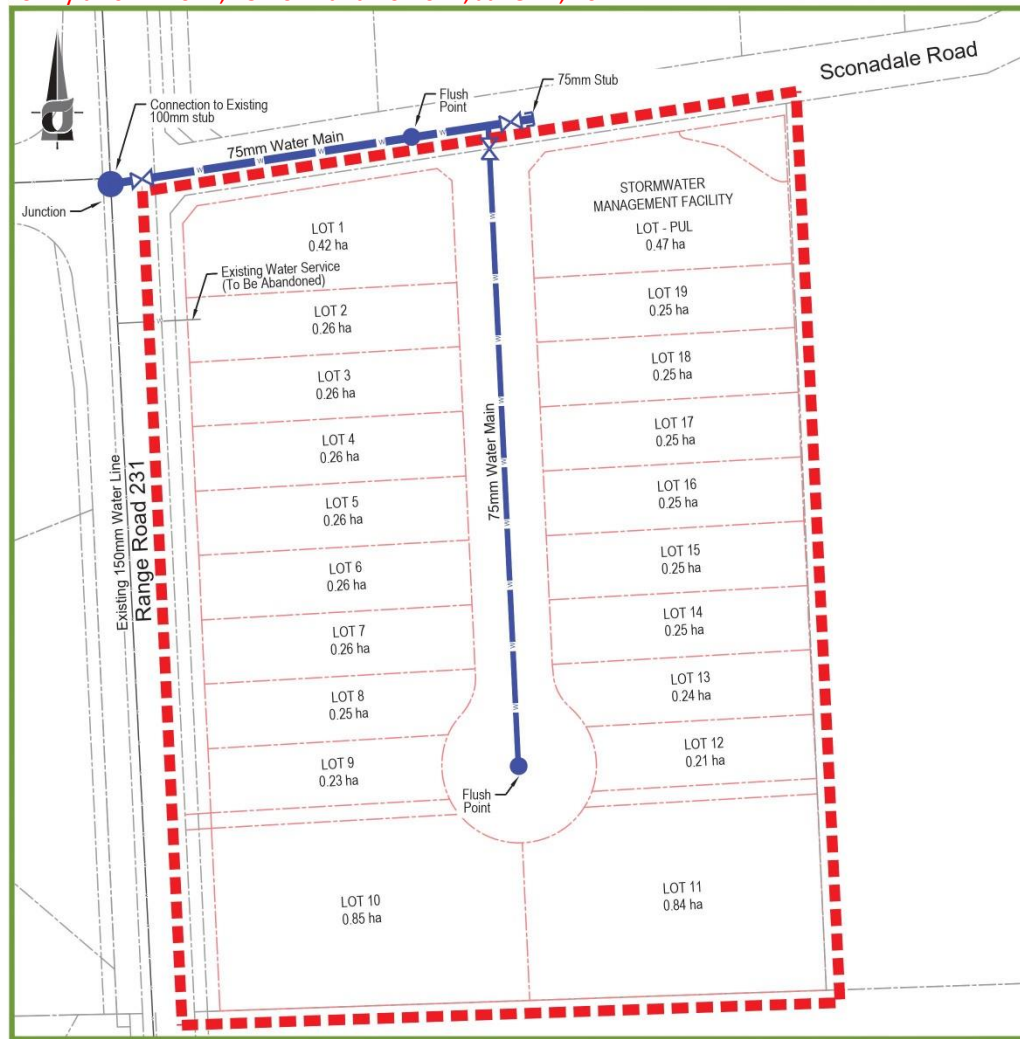 Sconadale Road
75mm Stub
Flush
Point
Connection to Existing
100mm stub
75mm Water Main
Junction
STORMWATER
MANAGEMENT FACILITY
LOT - PUL
0.47 ha
LOT 1
0.42 ha
Existing Water Service
(To Be Abandoned)
LOT 2
0.26 ha
LOT 19
0.25 ha
LOT 3
0.26 ha
LOT 18
0.25 ha
LOT 4
0.26 ha
LOT 17
0.25 ha
75mm Water Main
LOT 5
0.26 ha
LOT 16
0.25 ha
Existing 150mm Water Line
Range Road 231
LOT 6
0.26 ha
LOT 15
0.25 ha
LOT 7
0.26 ha
LOT 14
0.25 ha
LOT 8
0.25 ha
LOT 13
0.24 ha
LOT 9
0.23 ha
LOT 12
0.21 ha
Flush
Point
LOT 10
0.85 ha
LOT 11
0.84 ha